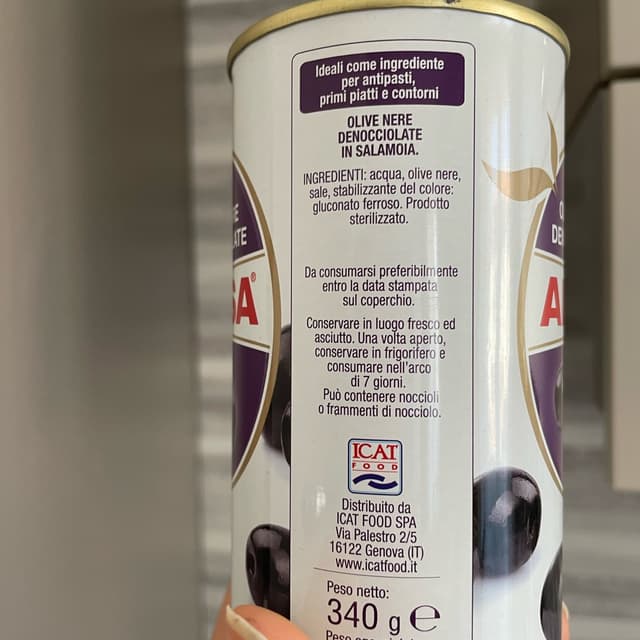 Ideali come ingrediente
per antipasti,
primi piatti e contorni
OLIVE NERE
DENOCCIOLATE
IN SALAMOIA.
INGREDIENTI: acqua, olive nere,
sale, stabilizzante del colore:
gluconato ferroso. Prodotto
sterilizzato.
Da consumarsi preferibilmente
entro la data stampata
sul coperchio.
Conservare in luogo fresco ed
asciutto. Una volta aperto,
conservare in frigorifero e
consumare nell'arco
di 7 giorni.
Può contenere noccioli
o frammenti di nocciolo.
ICAT
FOOD
Distribuito da
ICAT FOOD SPA
Via Palestro 2/5
16122 Genova (IT)
www.icatfood.it
Peso netto:
340 g e